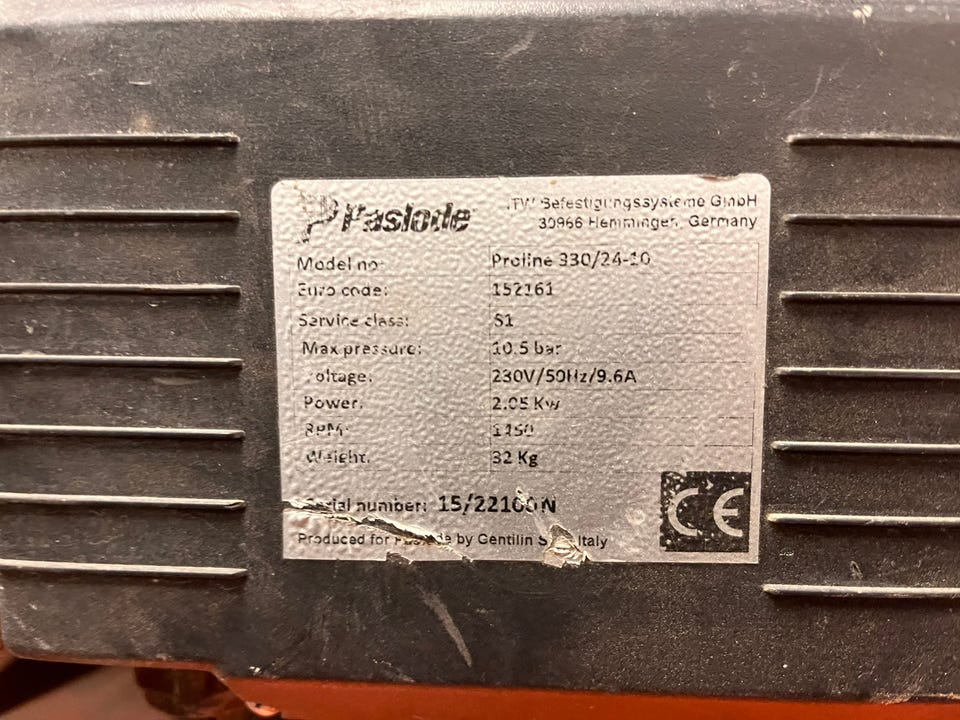 Paslode
ITW Befestigungssysteme GmbH
30966 Hemmingen, Germany
Model no: Proline 330/24-10
Euro code: 152161
Service class: S1
Max pressure: 10.5 bar
Voltage: 230V/50Hz/9.6A
Power: 2.05 Kw
RPM: 1450
Weight: 32 Kg
Serial number: 15/22100N
Produced for Paslode by Gentilin Italy
CE